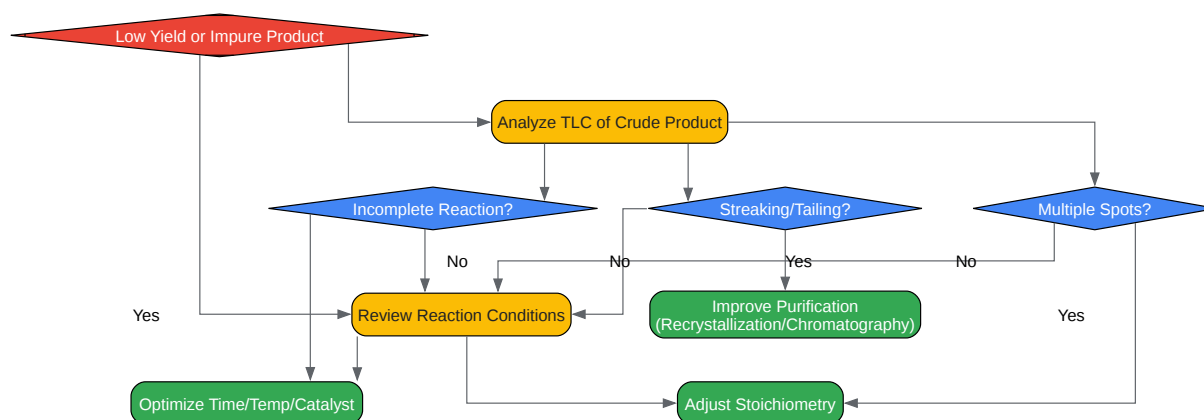 Low Yield or Impure Product
Analyze TLC of Crude Product
Incomplete Reaction?
Streaking/Tailing?
Multiple Spots?
No
No
Yes
No
Yes
Review Reaction Conditions
Improve Purification
(Recrystallization/Chromatography)
Yes
Optimize Time/Temp/Catalyst
Adjust Stoichiometry